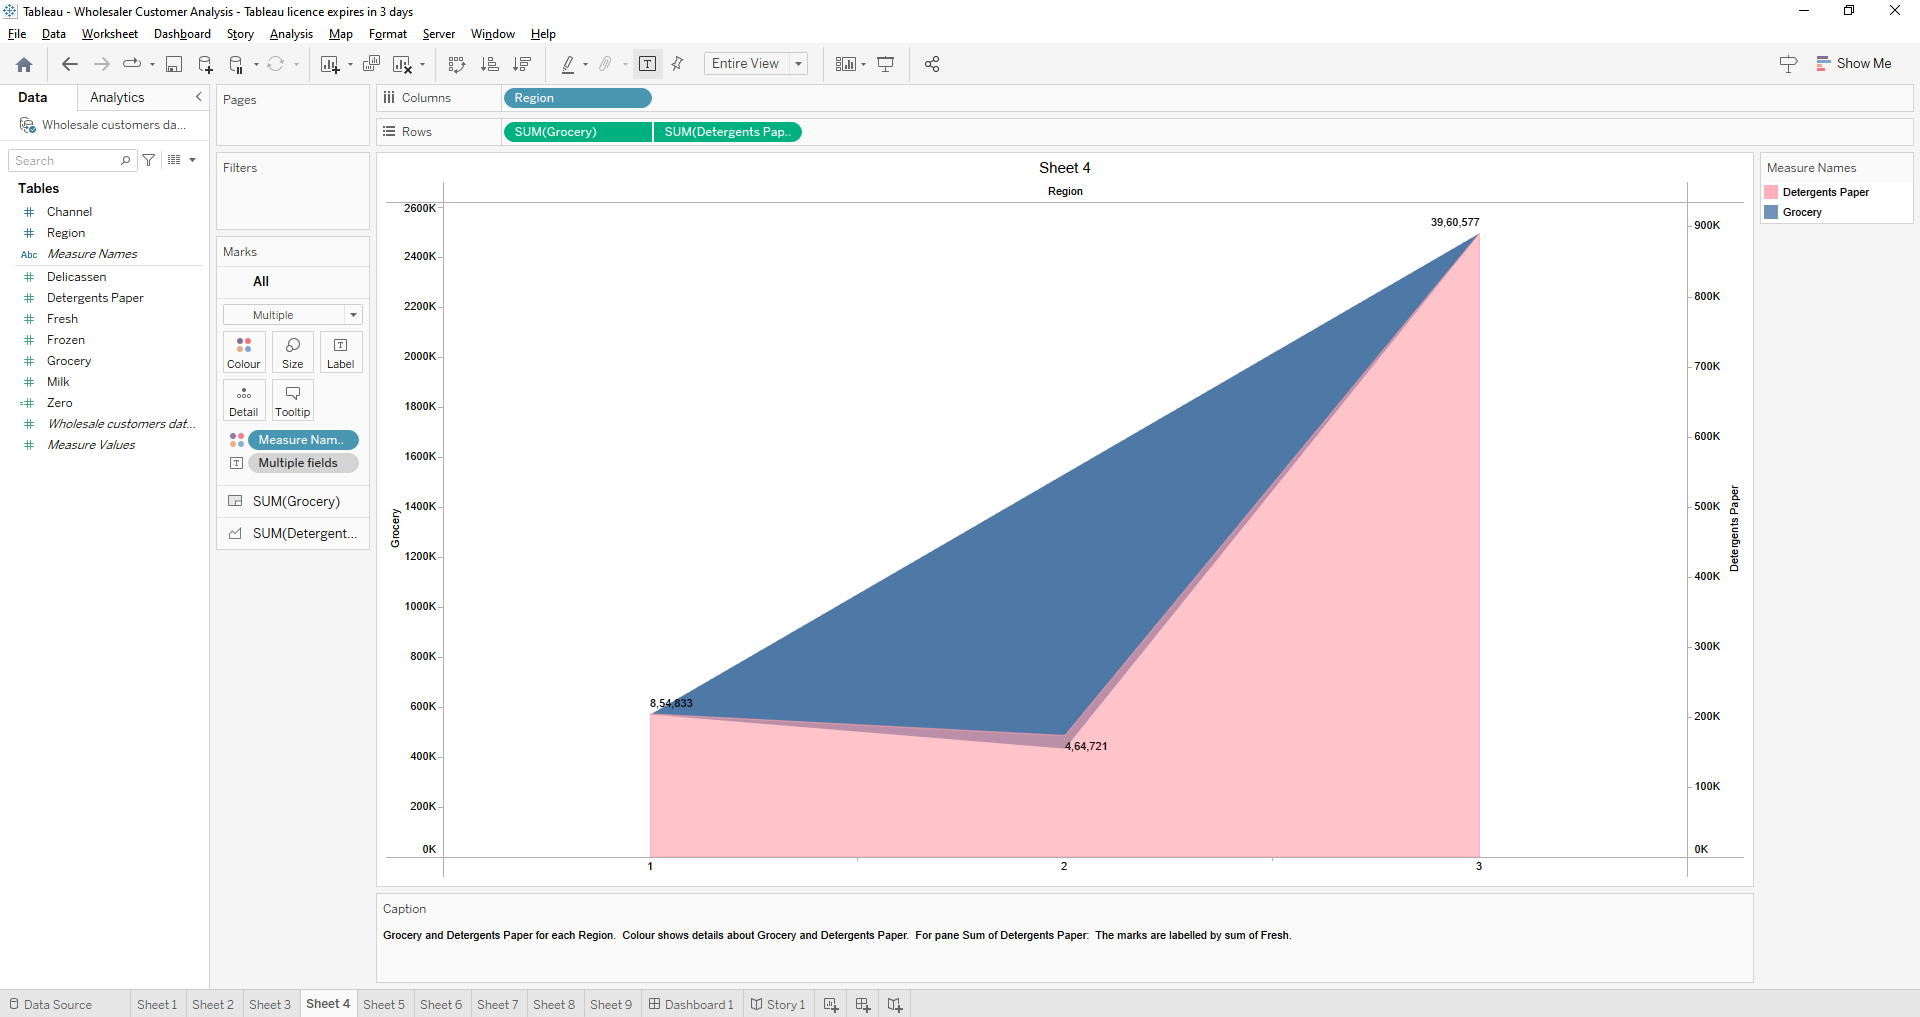 Tableau - Wholesaler Customer Analysis - Tableau licence expires in 3 days
File Data Worksheet Dashboard Story Analysis Map Format Server Window Help
Entire View
Show Me
Data Analytics
Wholesale customers da...
Search
Tables
Channel
Region
Abc Measure Names
Delicassen
Detergents Paper
Fresh
Frozen
Grocery
Milk
Zero
Wholesale customers dat...
Measure Values
Pages
Filters
Marks
All
Multiple
Colour Size Label
Detail Tooltip
Measure Nam..
Multiple fields
SUM(Grocery)
SUM(Detergent...
Columns Region
Rows SUM(Grocery) SUM(Detergents Pap..
Sheet 4
Region
2600K
2400K
2200K
2000K
1800K
1600K
1400K
1200K
1000K
800K
600K
400K
200K
0K
Grocery
39,60,577
8,54,833
4,64,721
1 2 3
900K
800K
700K
600K
500K
400K
300K
200K
100K
0K
Detergents Paper
Measure Names
Detergents Paper
Grocery
Caption
Grocery and Detergents Paper for each Region. Colour shows details about Grocery and Detergents Paper. For pane Sum of Detergents Paper: The marks are labelled by sum of Fresh.
Data Source Sheet 1 Sheet 2 Sheet 3 Sheet 4 Sheet 5 Sheet 6 Sheet 7 Sheet 8 Sheet 9 Dashboard 1 Story 1